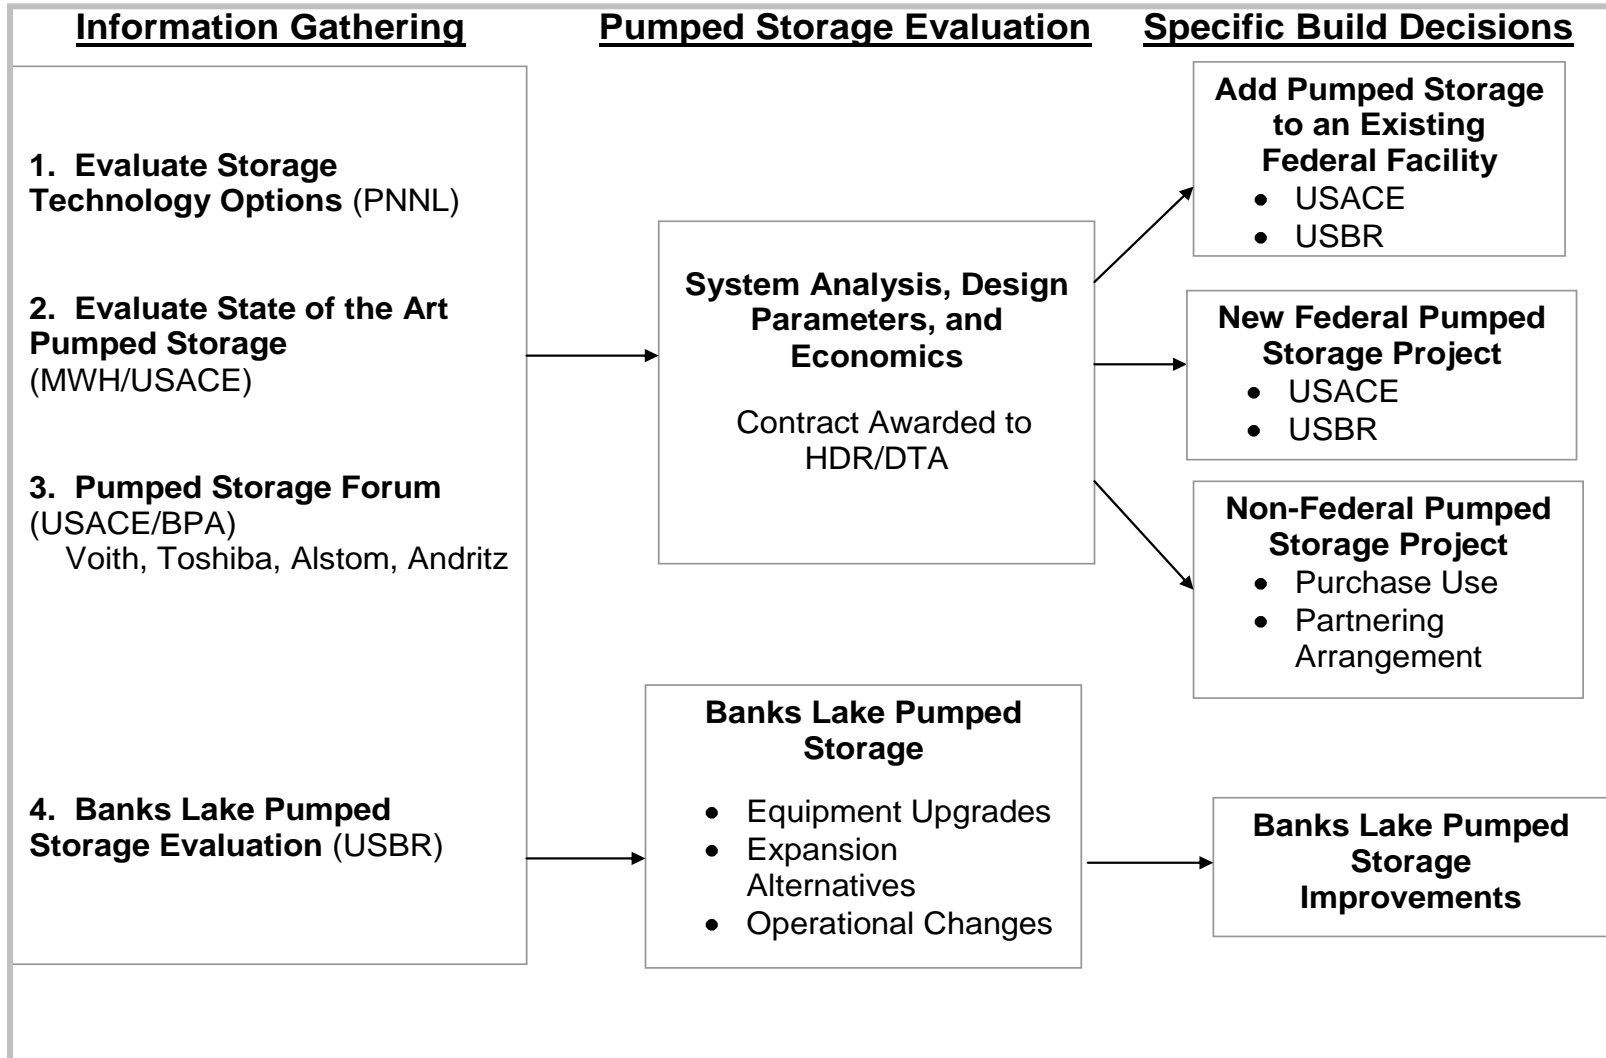 Information Gathering
1. Evaluate Storage
Technology Options (PNNL)
2. Evaluate State of the Art
Pumped Storage
(MWH/USACE)
3. Pumped Storage Forum
(USACE/BPA)
Voith, Toshiba, Alstom, Andritz
4. Banks Lake Pumped
Storage Evaluation (USBR)
Pumped Storage Evaluation
System Analysis, Design
Parameters, and
Economics
Contract Awarded to
HDR/DTA
Banks Lake Pumped
Storage
• Equipment Upgrades
• Expansion
Alternatives
• Operational Changes
Specific Build Decisions
Add Pumped Storage
to an Existing
Federal Facility
• USACE
• USBR
New Federal Pumped
Storage Project
• USACE
• USBR
Non-Federal Pumped
Storage Project
• Purchase Use
• Partnering
Arrangement
Banks Lake Pumped
Storage
Improvements